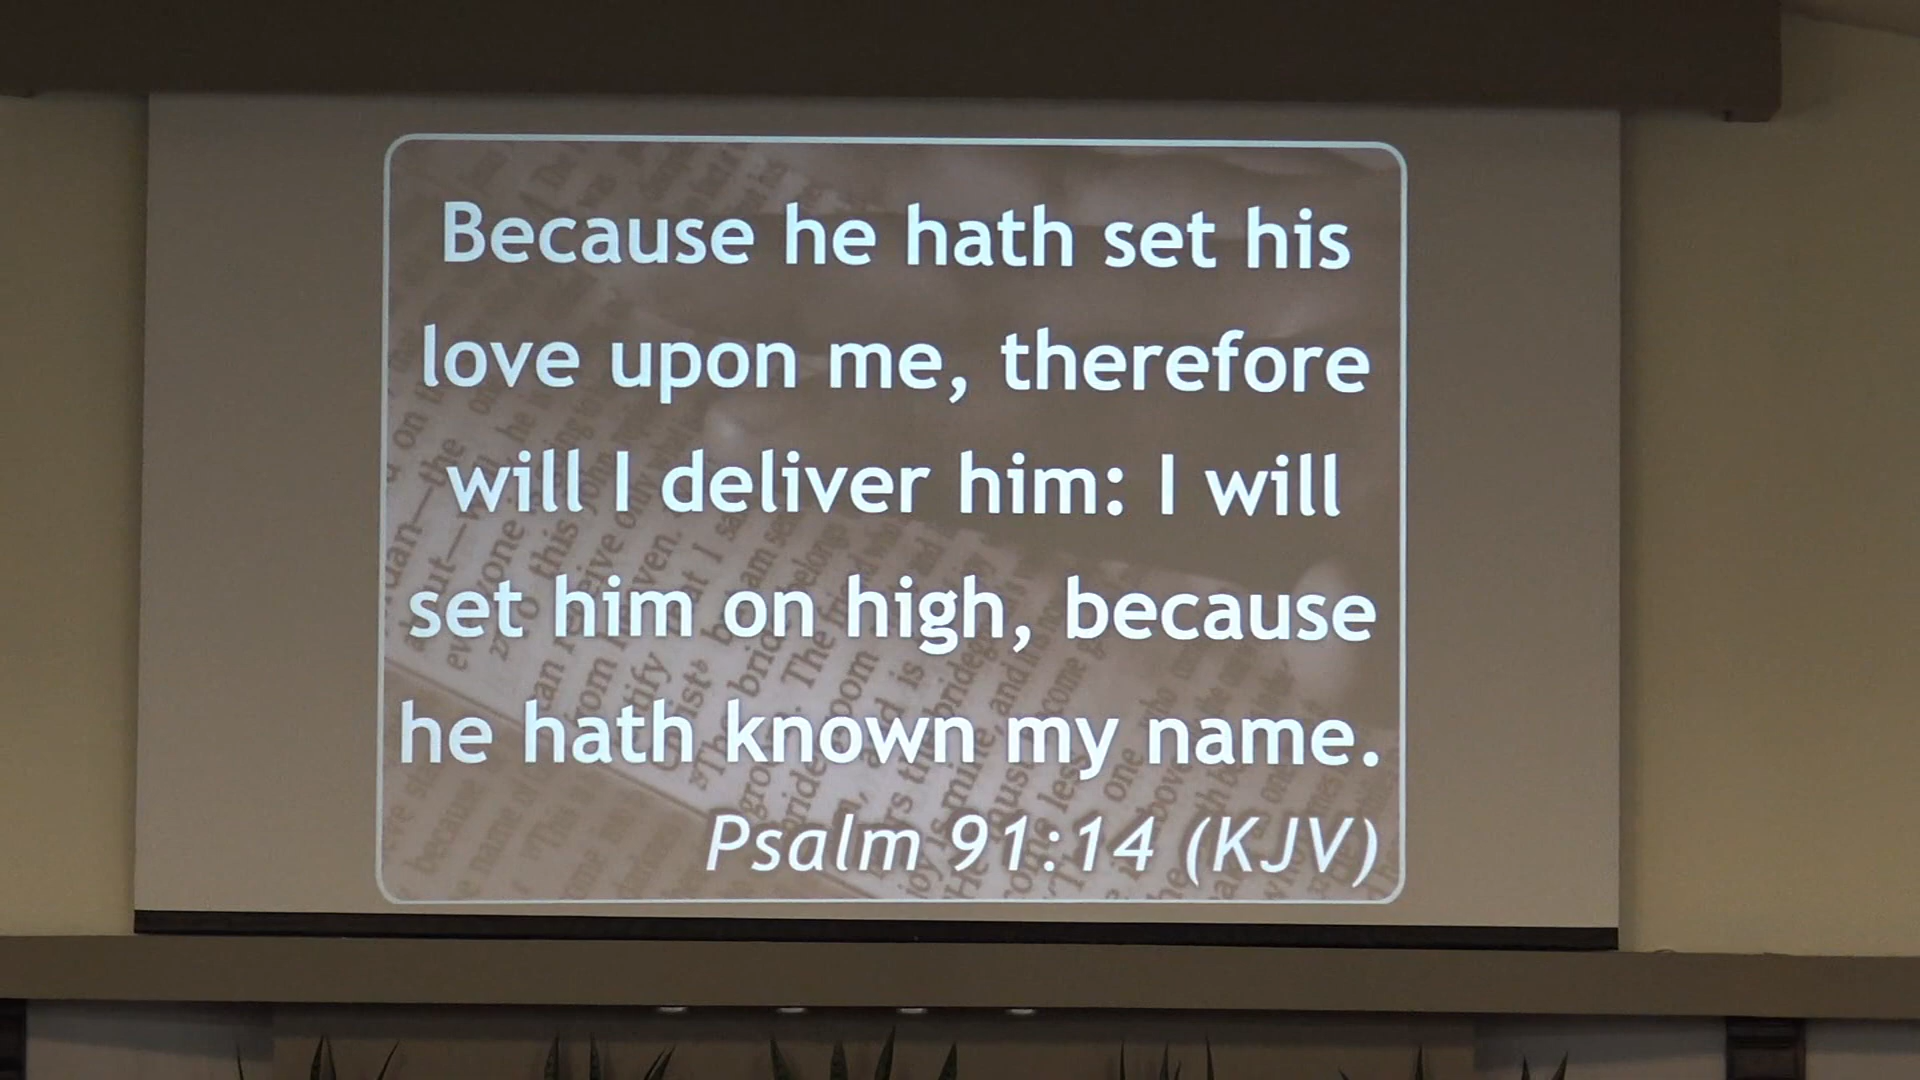 Because he hath set his
love upon me, therefore
will I deliver him: I will
set him on high, because
he hath known my name.
Psalm 91:14 (KJV)